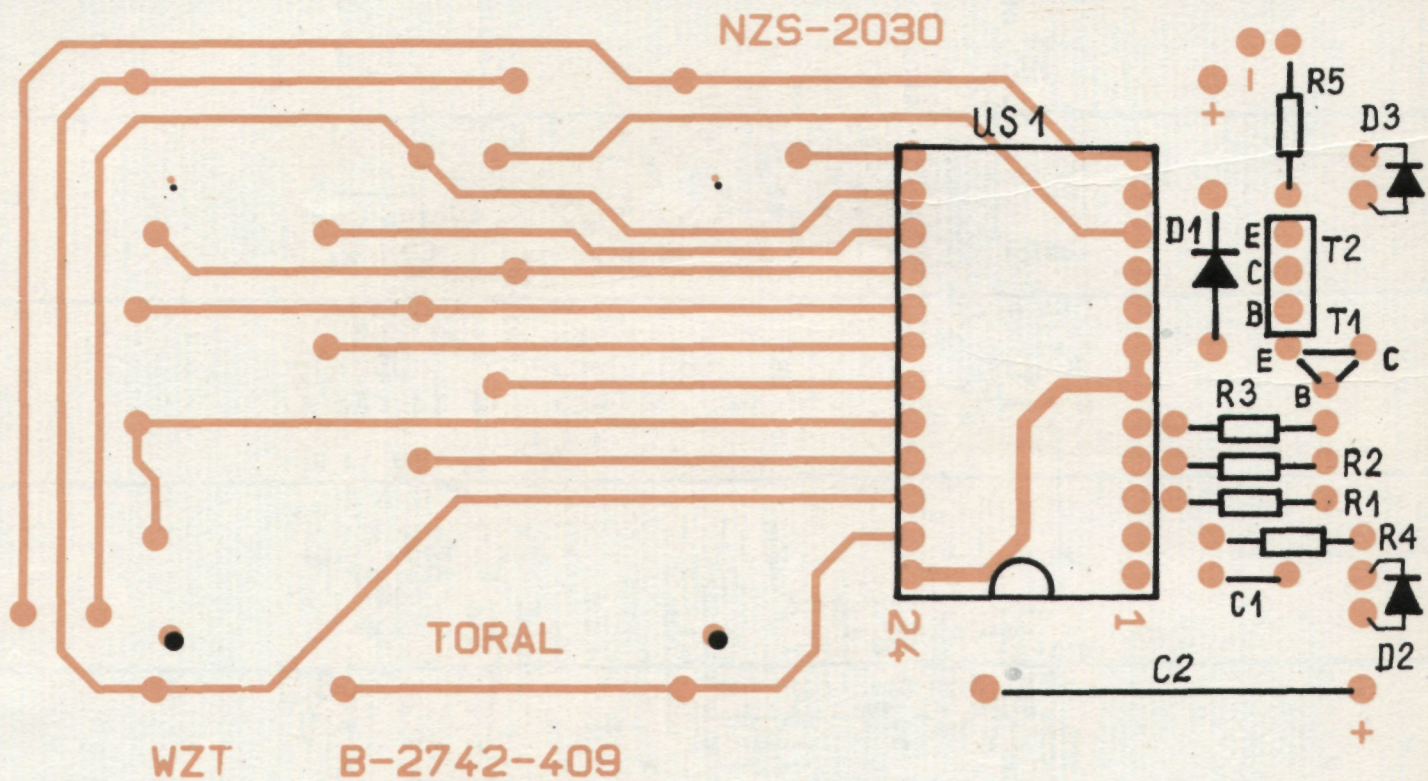 NZS-2030
-
+
R5
D3
US1
D1
E
C
B
T2
T1
E
C
B
R3
R2
R1
R4
C1
D2
24
1
TORAL
C2
+
WZT B-2742-409